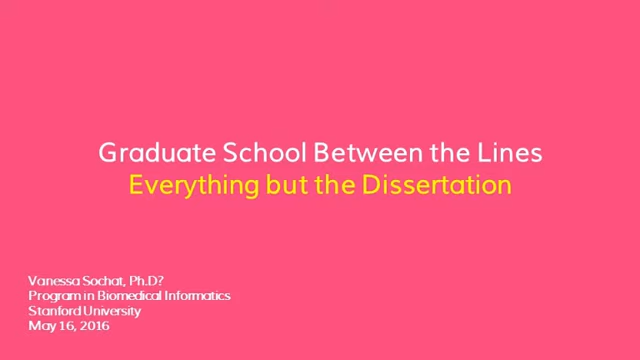 Graduate School Between the Lines
Everything but the Dissertation
Vanessa Sochat, Ph.D?
Program in Biomedical Informatics
Stanford University
May 16, 2016